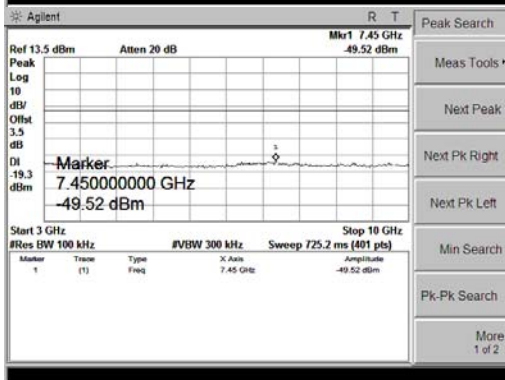 Agilent
R T
Peak Search
Mkr1 7.45 GHz
Ref 13.5 dBm Atten 20 dB -49.52 dBm
Peak
Log
10
dB/
Offst
3.5
dB
DI
-19.3
dBm
1
Marker
7.450000000 GHz
-49.52 dBm
Start 3 GHz Stop 10 GHz
#Res BW 100 kHz #VBW 300 kHz Sweep 725.2 ms (401 pts)
Marker Trace Type X Axis Amplitude
1 (1) Freq 7.45 GHz -49.52 dBm
Meas Tools
Next Peak
Next Pk Right
Next Pk Left
Min Search
Pk-Pk Search
More
1 of 2